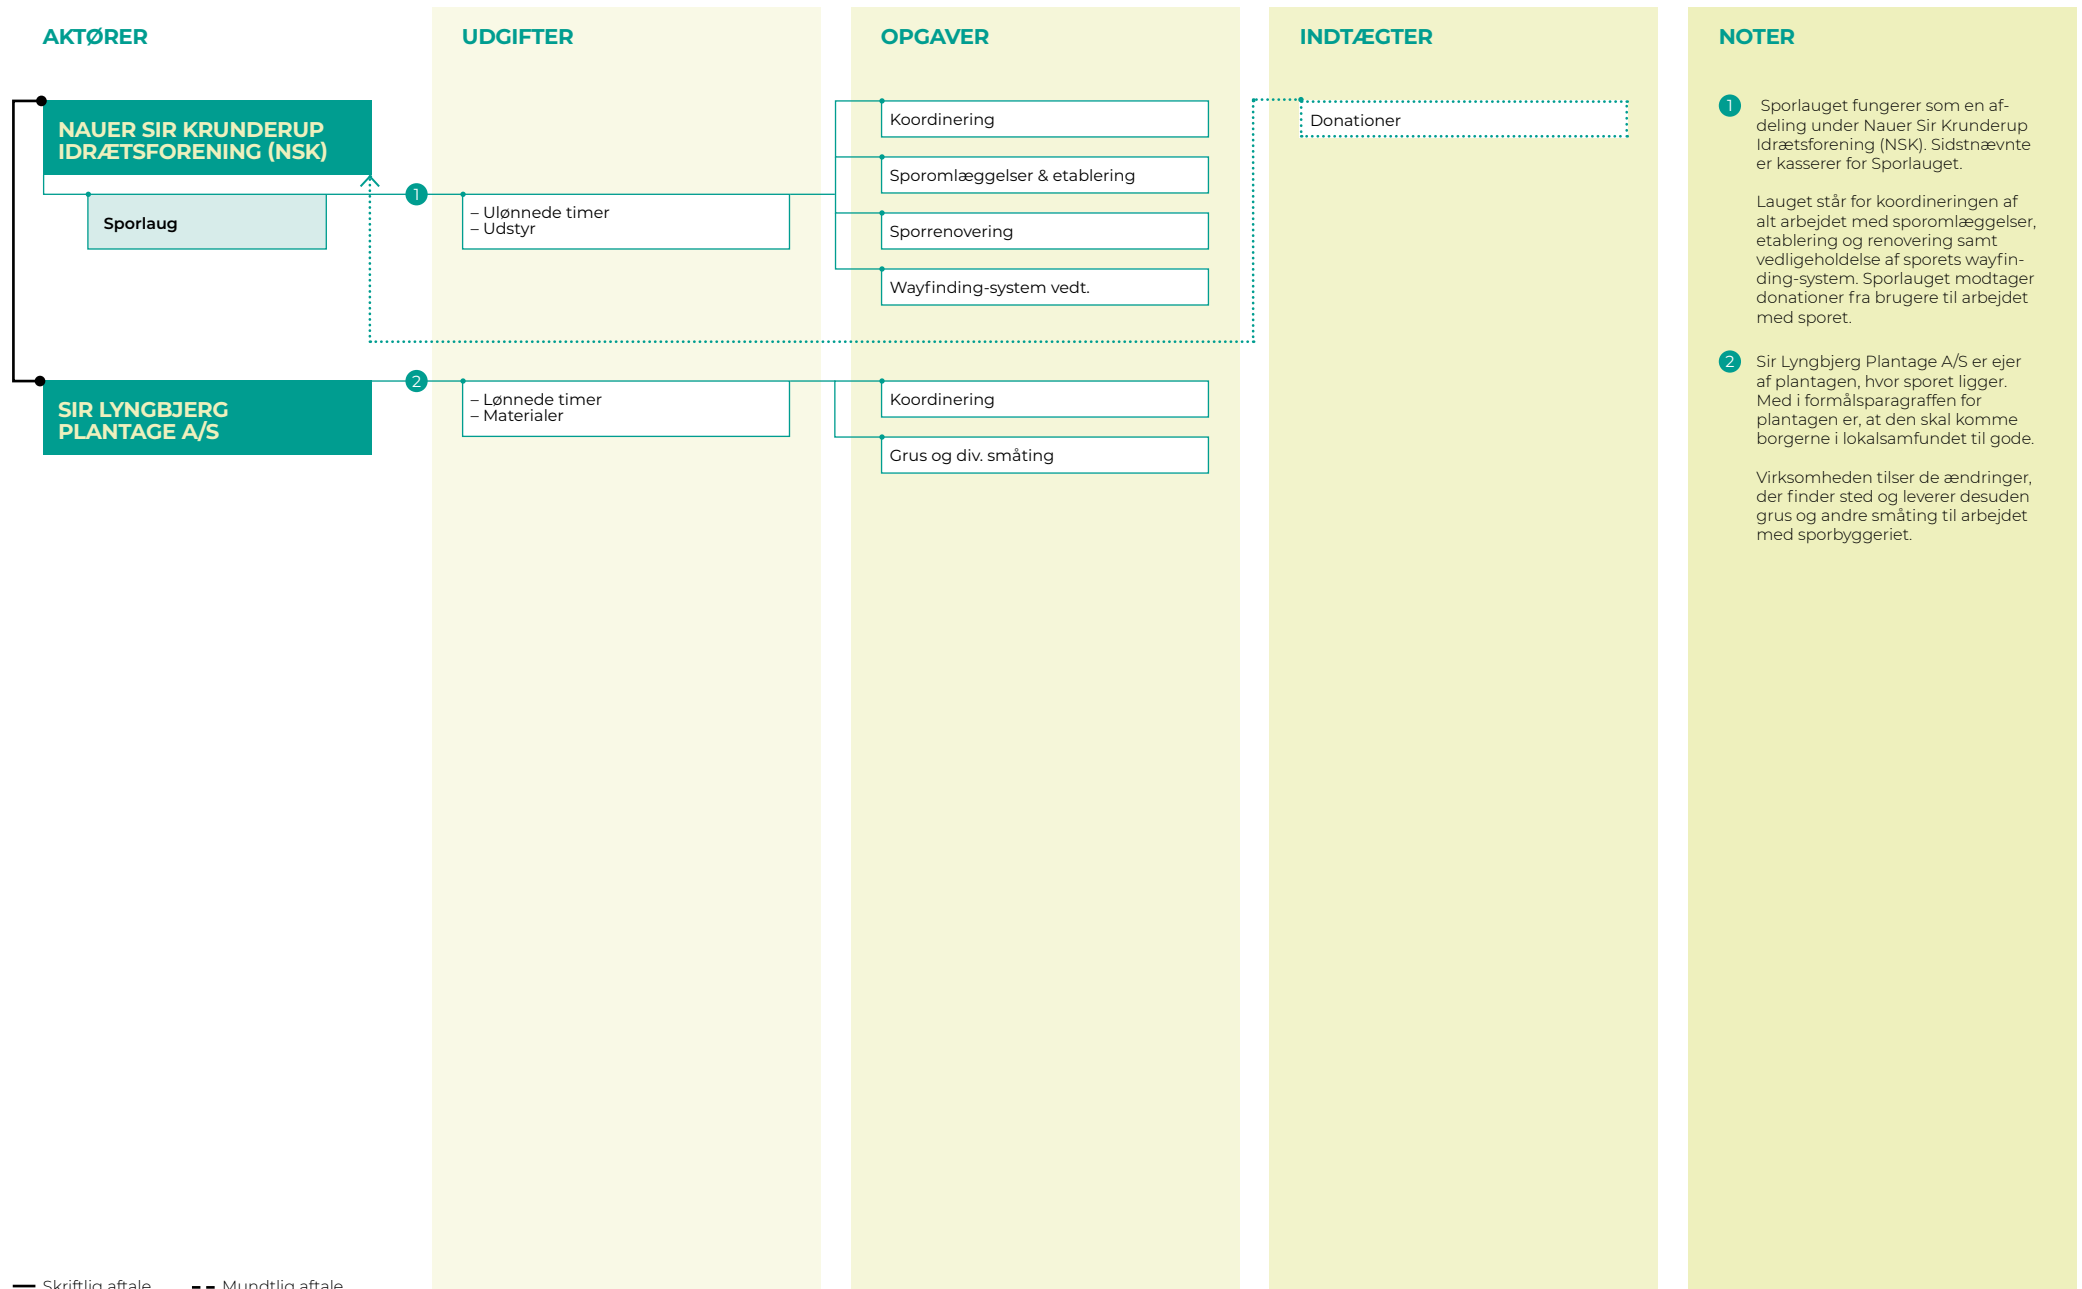 AKTØRER
UDGIFTER
OPGAVER
INDTÆGTER
NOTER
NAUER SIR KRUNDERUP
IDRÆTSFORENING (NSK)
Sporlaug
1
– Ulønnede timer
– Udstyr
Koordinering
Sporomlæggelser & etablering
Sporrenovering
Wayfinding-system vedt.
Donationer
SIR LYNGBJERG
PLANTAGE A/S
2
– Lønnede timer
– Materialer
Koordinering
Grus og div. småting
1 Sporlauget fungerer som en af-
deling under Nauer Sir Krunderup
Idrætsforening (NSK). Sidstnævnte
er kasserer for Sporlauget.
Lauget står for koordineringen af
alt arbejdet med sporomlæggelser,
etablering og renovering samt
vedligeholdelse af sporets wayfin-
ding-system. Sporlauget modtager
donationer fra brugere til arbejdet
med sporet.
2 Sir Lyngbjerg Plantage A/S er ejer
af plantagen, hvor sporet ligger.
Med i formålsparagraffen for
plantagen er, at den skal komme
borgerne i lokalsamfundet til gode.
Virksomheden tilser de ændringer,
der finder sted og leverer desuden
grus og andre småting til arbejdet
med sporbyggeriet.
Skriftlig aftale
Mundtlig aftale